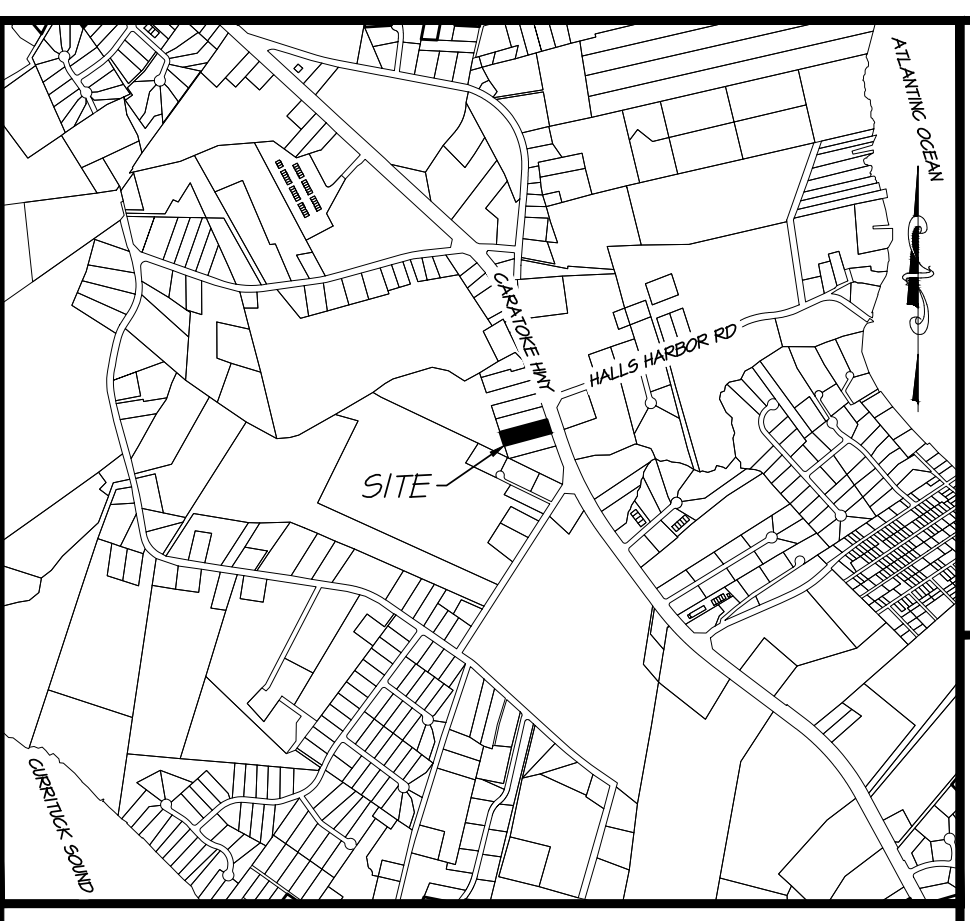 ATLANTINC OCEAN
CARATOKE HWY
HALLS HARBOR RD
SITE
CURRITUCK SOUND